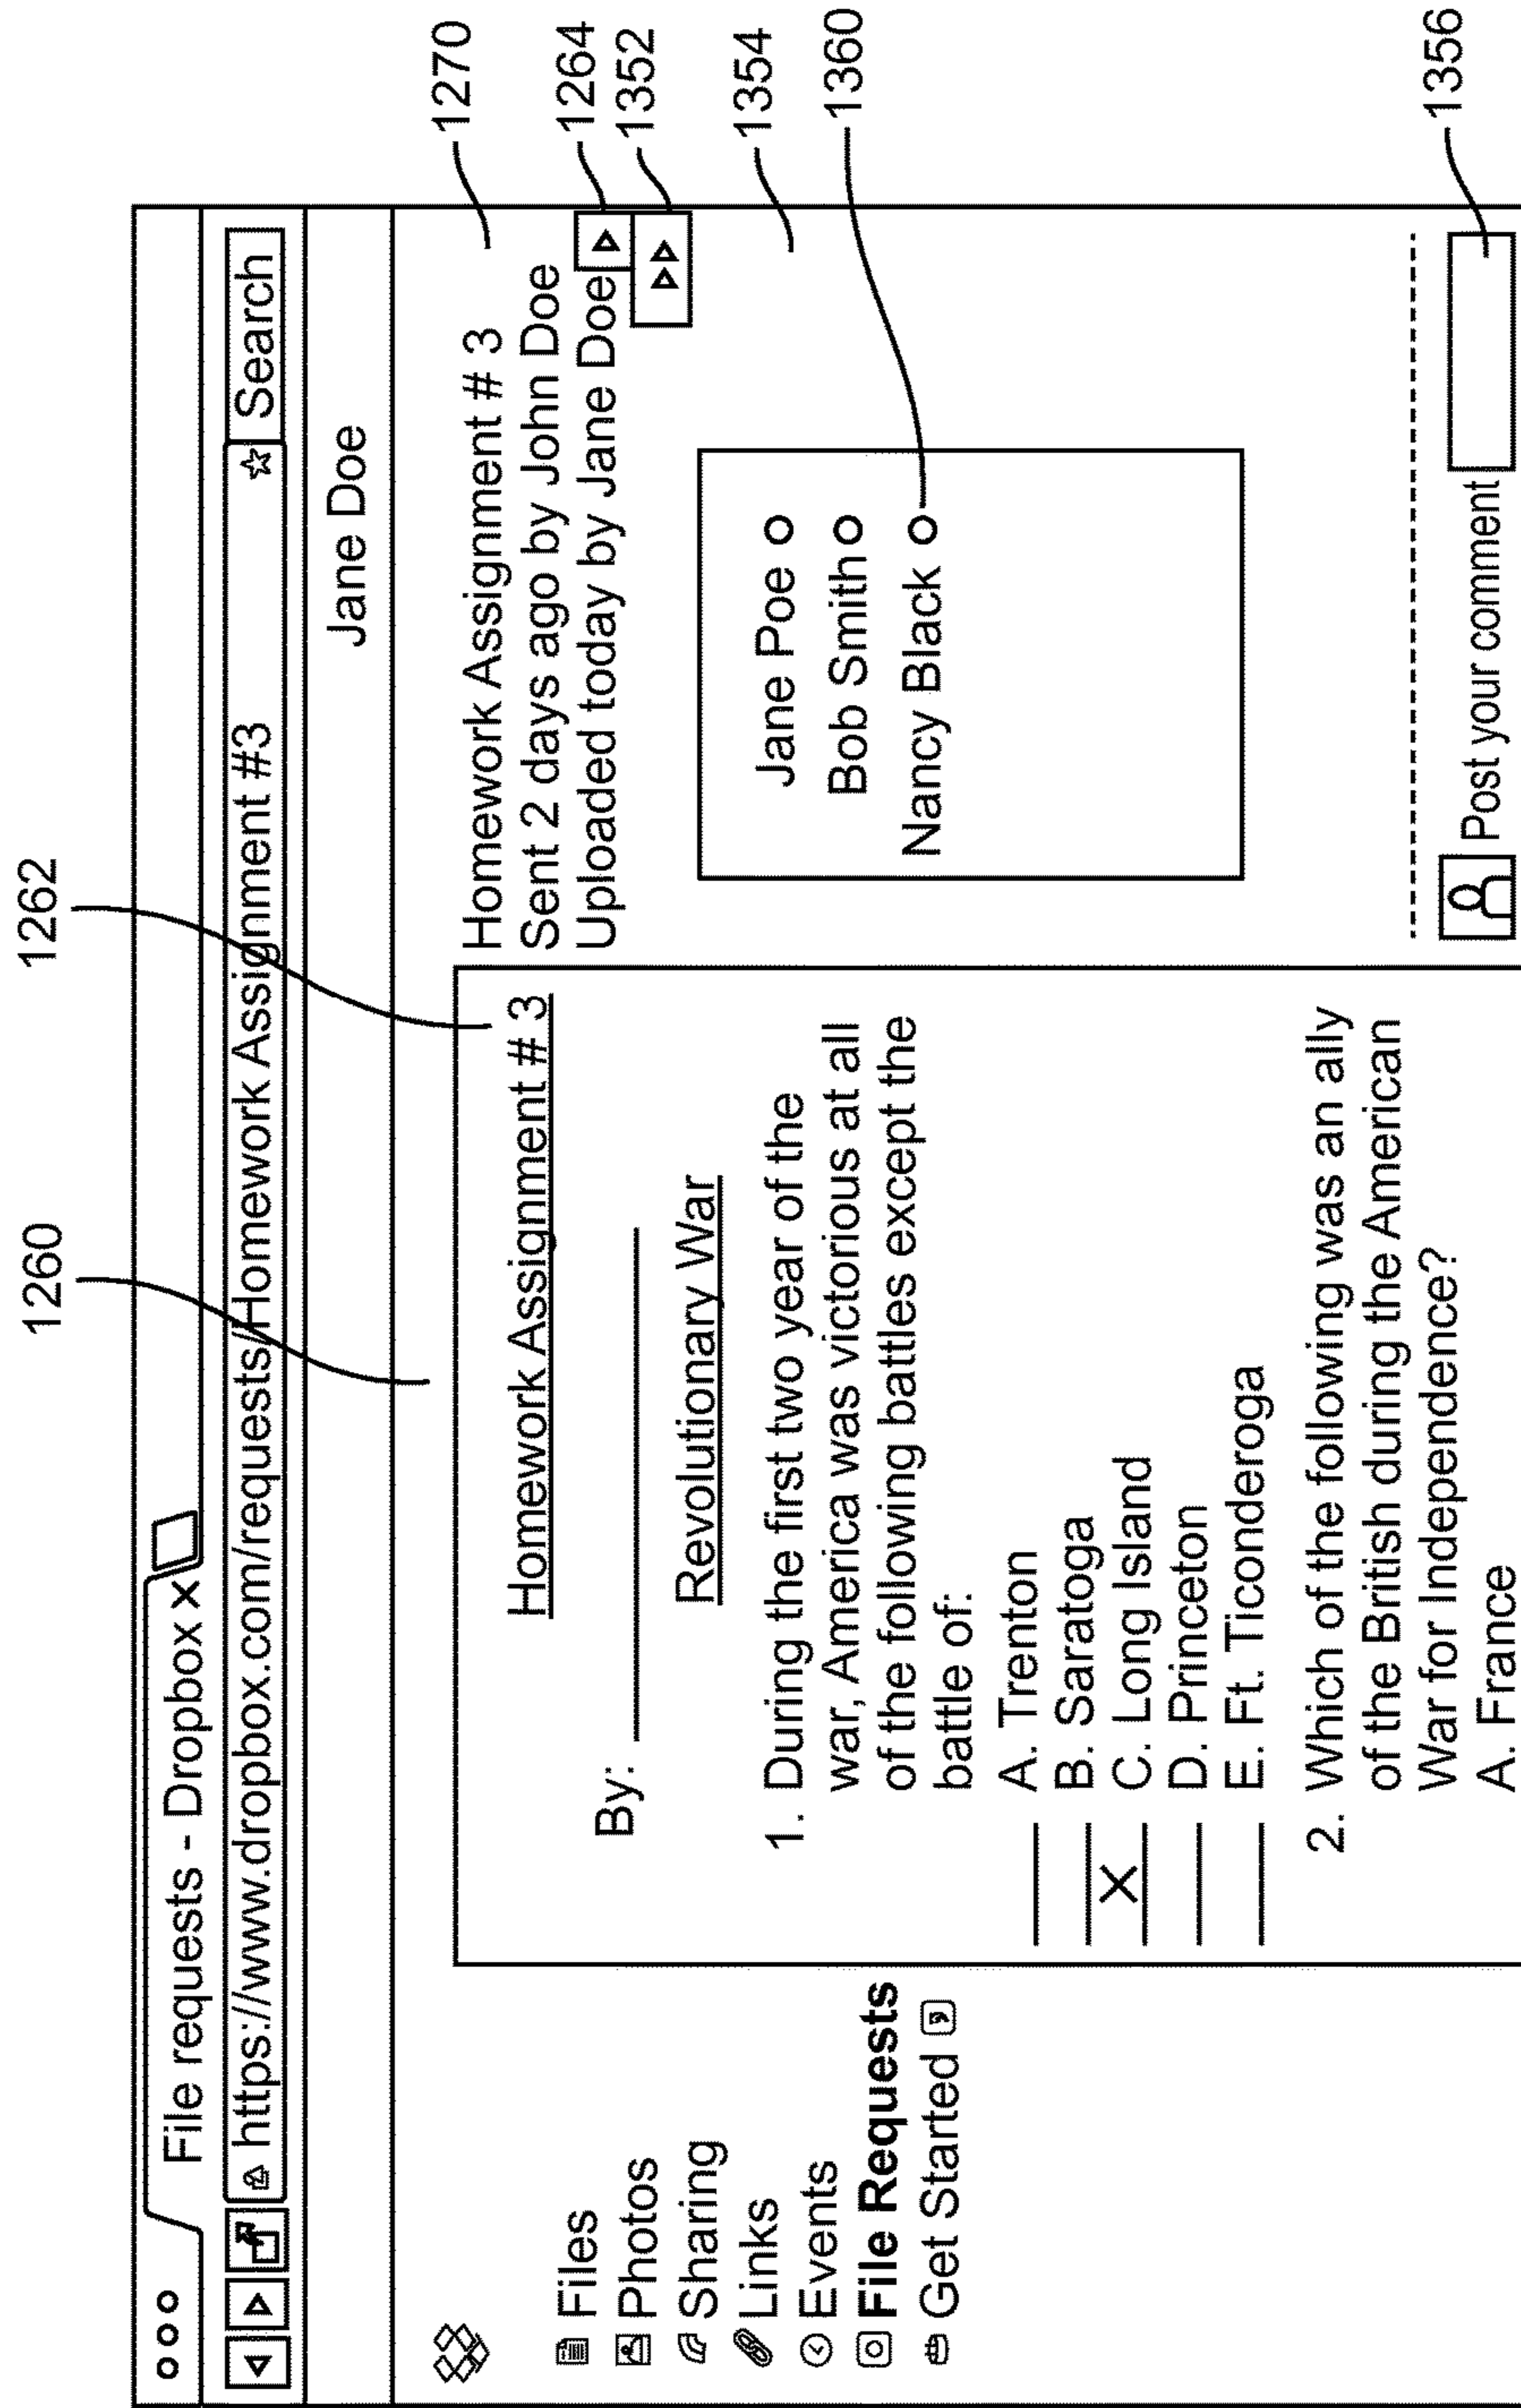 1260
1262
File requests - Dropbox X
https://www.dropbox.com/requests/Homework Assignment #3
Search
Jane Doe
Files
Photos
Sharing
Links
Events
File Requests
Get Started
Homework Assignment # 3
By:
Revolutionary War
1. During the first two year of the
war, America was victorious at all
of the following battles except the
battle of:
A. Trenton
B. Saratoga
X C. Long Island
D. Princeton
E. Ft. Ticonderoga
2. Which of the following was an ally
of the British during the American
War for Independence?
A. France
Homework Assignment # 3
Sent 2 days ago by John Doe
Uploaded today by Jane Doe
Jane Poe
Bob Smith
Nancy Black
Post your comment
1270
1264
1352
1354
1360
1356